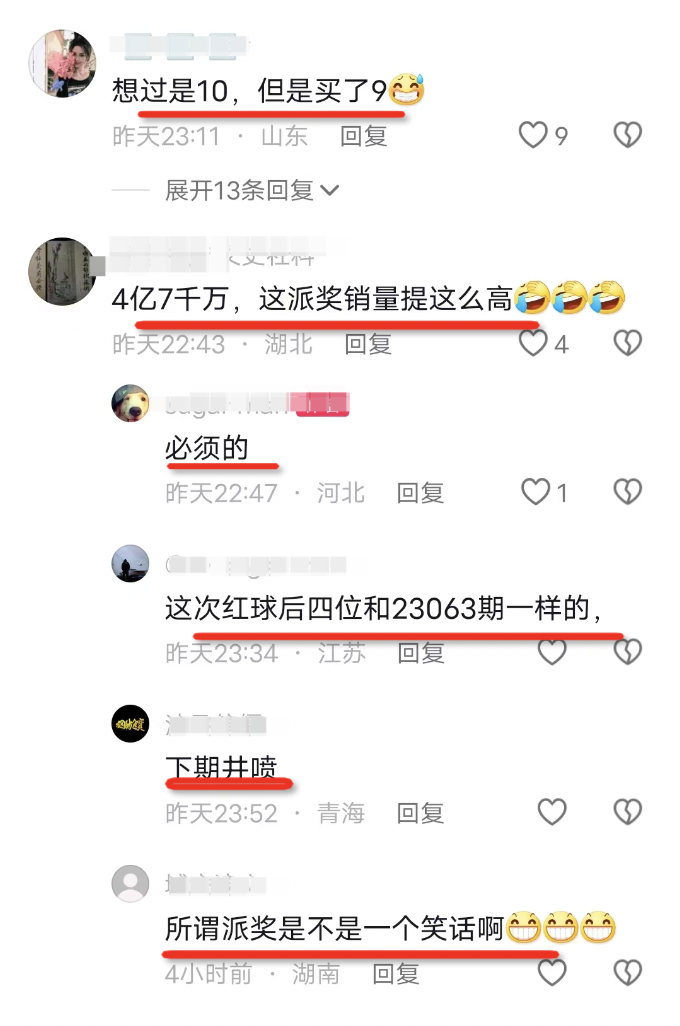 想过是10，但是买了9😅
昨天23:11 · 山东 回复 9
展开13条回复
4亿7千万，这派奖销量提这么高🤣🤣🤣
昨天22:43 · 湖北 回复 4
必须的
昨天22:47 · 河北 回复 1
这次红球后四位和23063期一样的，
昨天23:34 · 江苏 回复
下期井喷
昨天23:52 · 青海 回复
所谓派奖是不是一个笑话啊😁😁😁
4小时前 · 湖南 回复